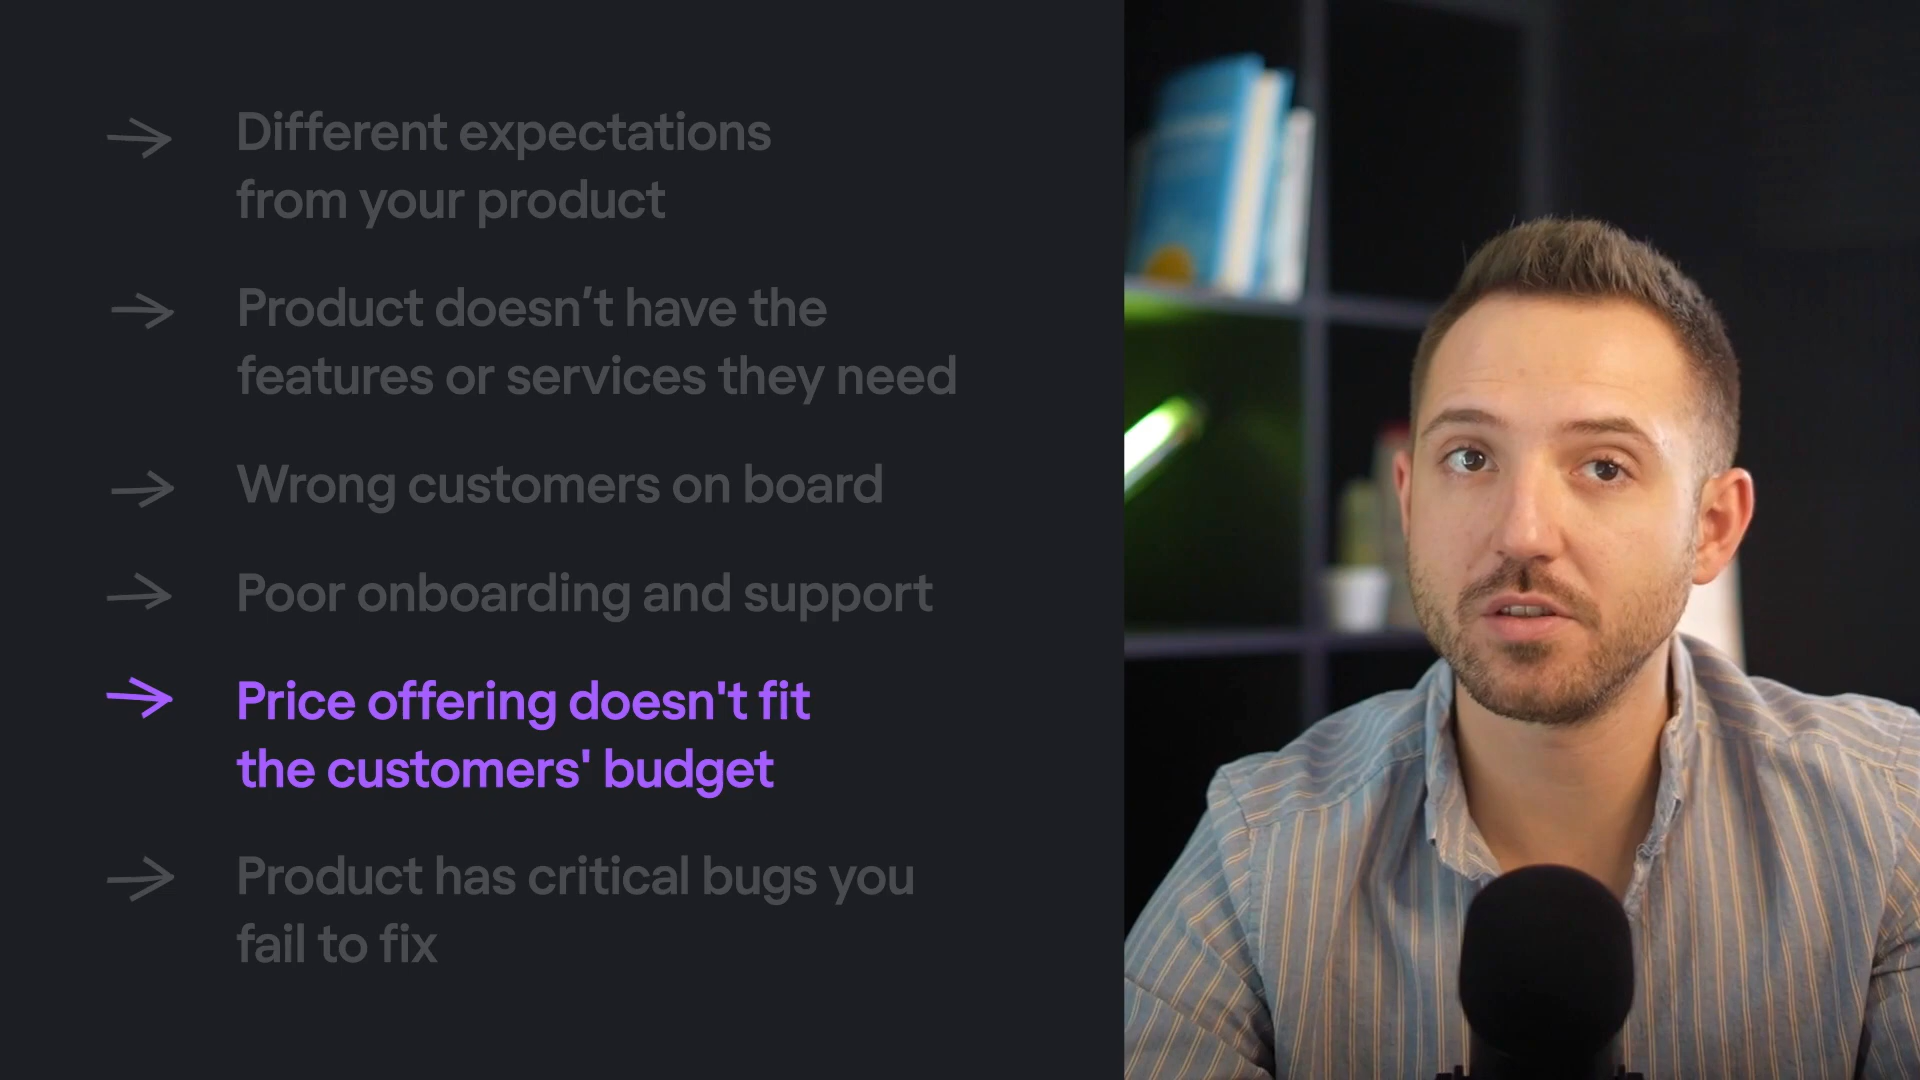 Different expectations
from your product
Product doesn’t have the
features or services they need
Wrong customers on board
Poor onboarding and support
Price offering doesn't fit
the customers' budget
Product has critical bugs you
fail to fix